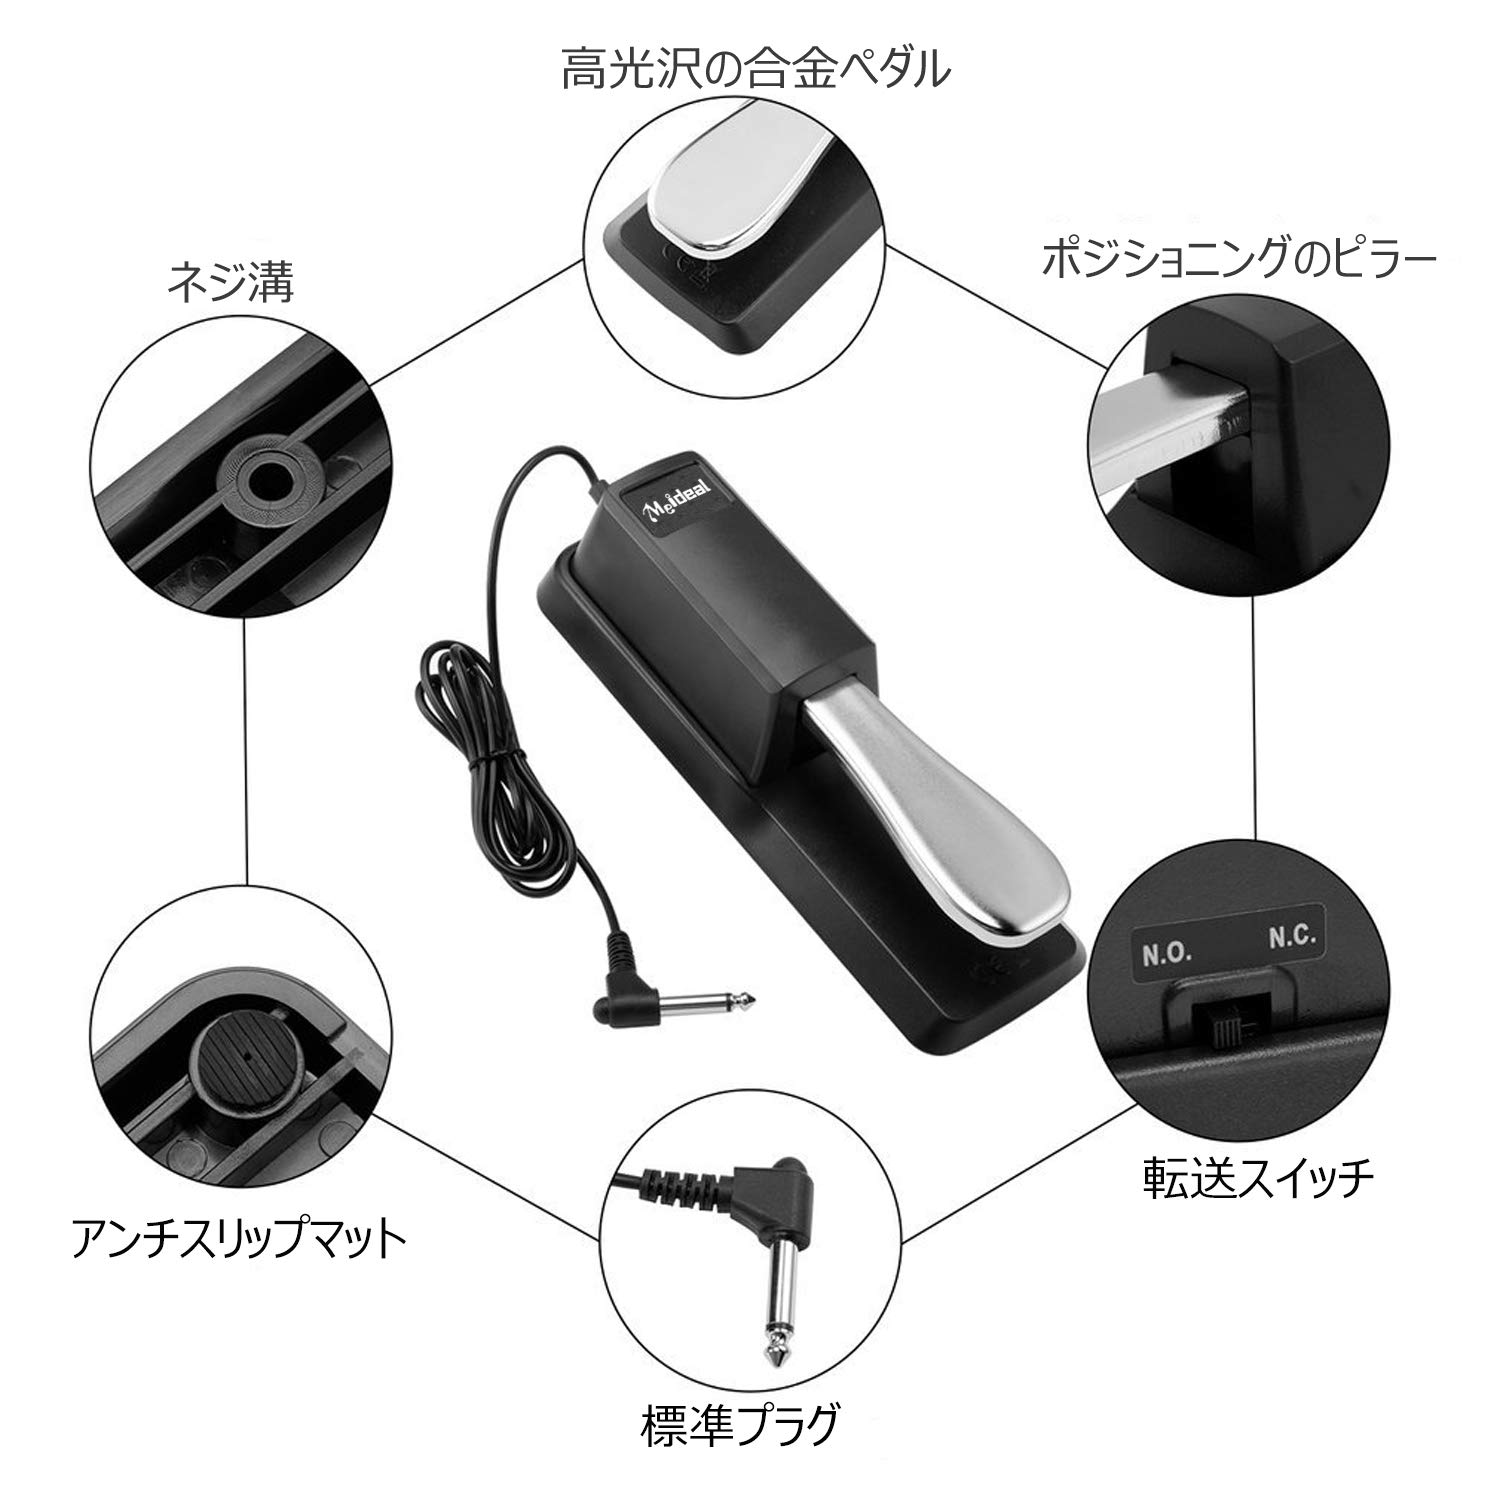 高光沢の合金ペダル
ポジショニングのピラー
ネジ溝
Meideal
N.O. N.C.
転送スイッチ
アンチスリップマット
標準プラグ